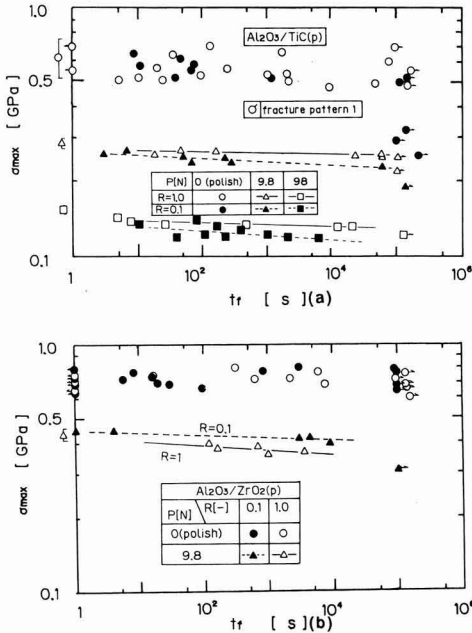 Al2O3/TiC(p)
1.0
0.5
0.1
σmax [GPa]
fracture pattern 1
P[N] 0 (polish) 9.8 98
R=1.0
R=0.1
1 10² 10⁴ 10⁶
tf [s] (a)
1.0
0.5
0.1
σmax [GPa]
R=0.1
R=1
Al2O3/ZrO2(p)
P[N] R[-] 0.1 1.0
0(polish)
9.8
1 10² 10⁴ 10⁶
tf [s] (b)